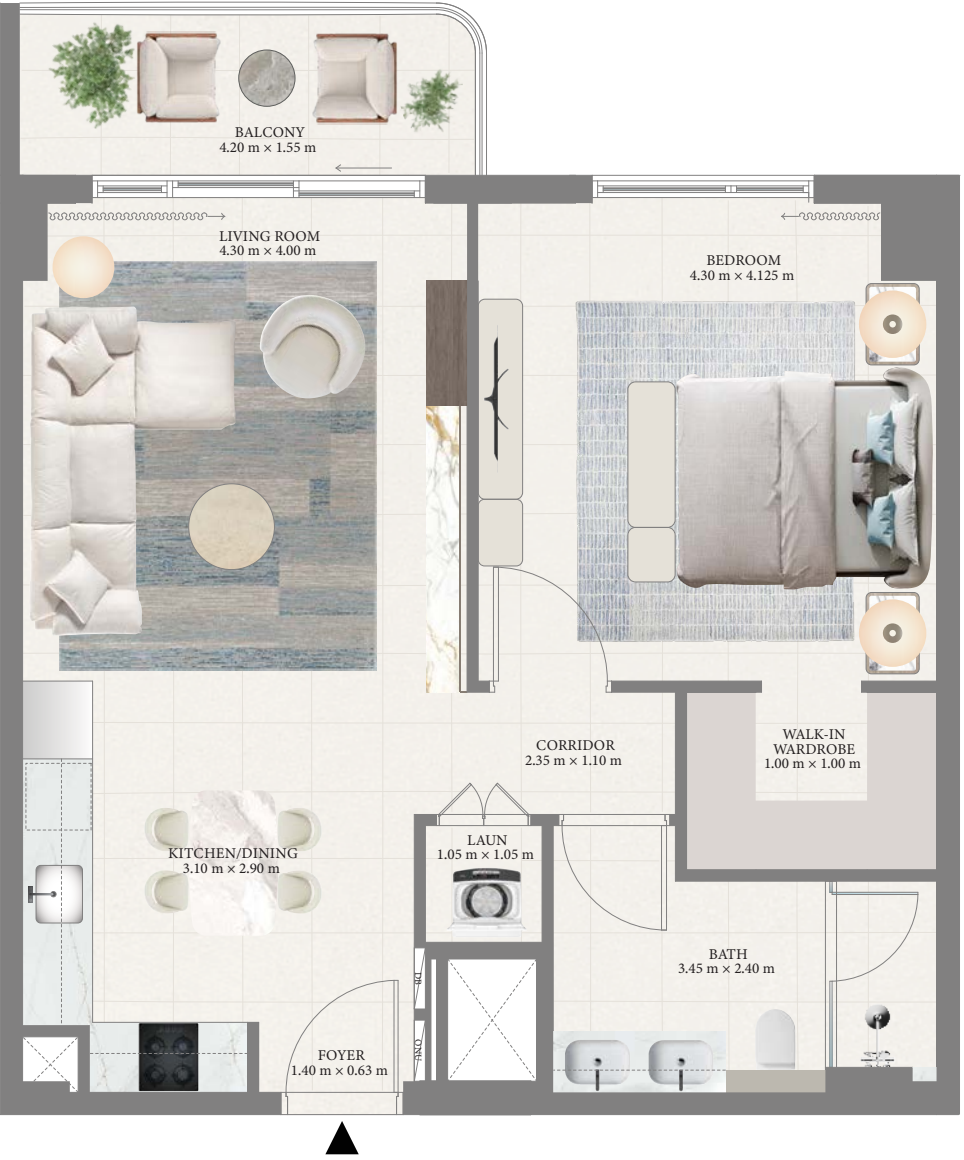 BALCONY
4.20 m × 1.55 m
LIVING ROOM
4.30 m × 4.00 m
BEDROOM
4.30 m × 4.125 m
WALK-IN
WARDROBE
1.00 m × 1.00 m
CORRIDOR
2.35 m × 1.10 m
LAUN
1.05 m × 1.05 m
KITCHEN/DINING
3.10 m × 2.90 m
BATH
3.45 m × 2.40 m
DB
ONU
FOYER
1.40 m × 0.63 m